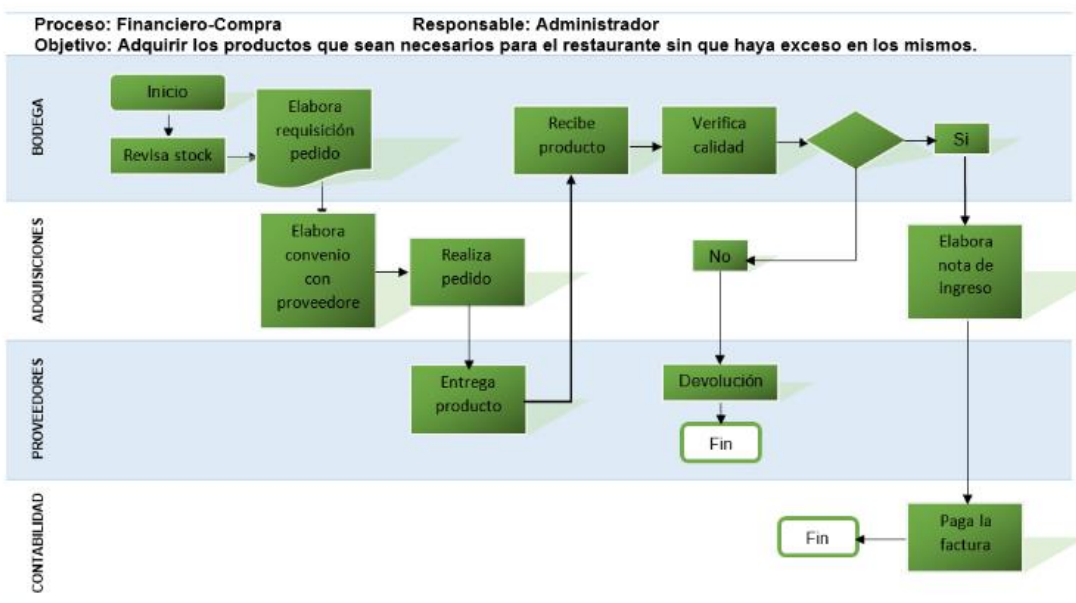 Proceso: Financiero-Compra Responsable: Administrador
Objetivo: Adquirir los productos que sean necesarios para el restaurante sin que haya exceso en los mismos.
BODEGA
Inicio
Revisa stock
Elabora
requisición
pedido
Recibe
producto
Verifica
calidad
Si
ADQUISICIONES
Elabora
convenio
con
proveedore
Realiza
pedido
No
Elabora
nota de
Ingreso
PROVEEDORES
Entrega
producto
Devolución
Fin
CONTABILIDAD
Fin
Paga la
factura